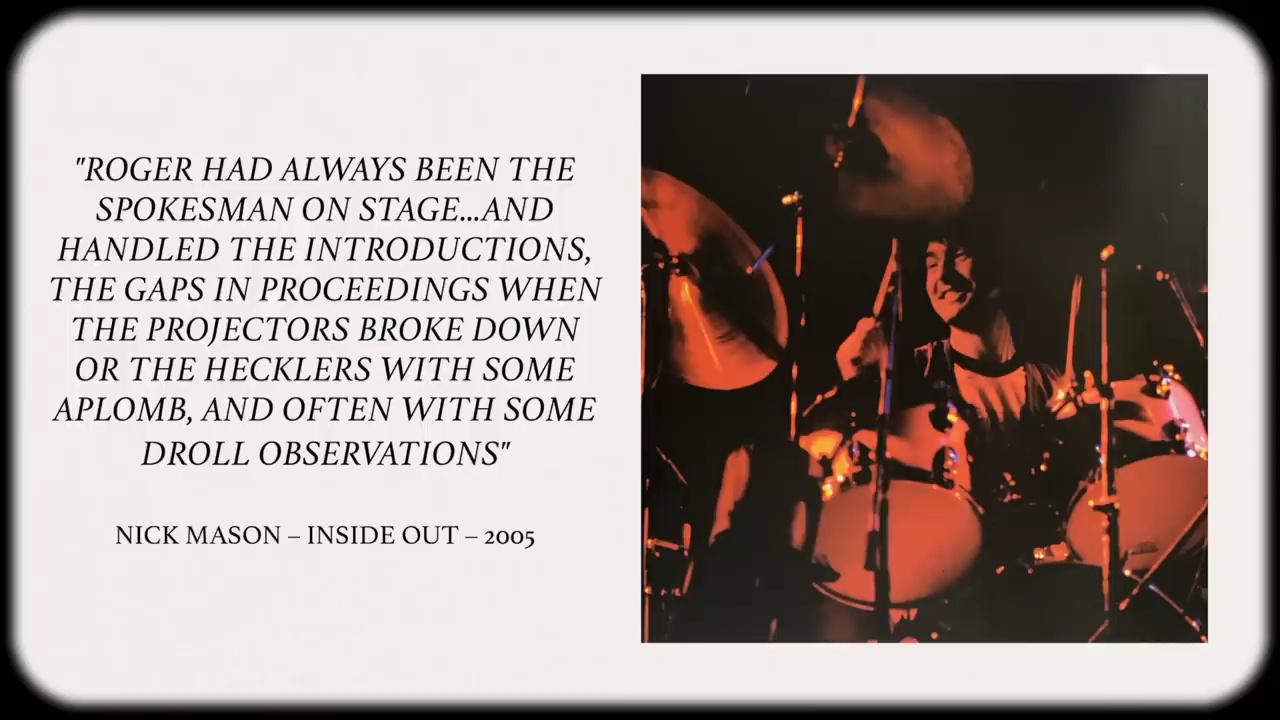 "ROGER HAD ALWAYS BEEN THE
SPOKESMAN ON STAGE...AND
HANDLED THE INTRODUCTIONS,
THE GAPS IN PROCEEDINGS WHEN
THE PROJECTORS BROKE DOWN
OR THE HECKLERS WITH SOME
APLOMB, AND OFTEN WITH SOME
DROLL OBSERVATIONS"
NICK MASON – INSIDE OUT – 2005